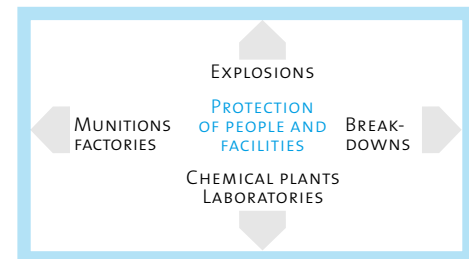 Explosions
Protection
of people and
facilities
Munitions
factories
Break-
downs
Chemical plants
Laboratories